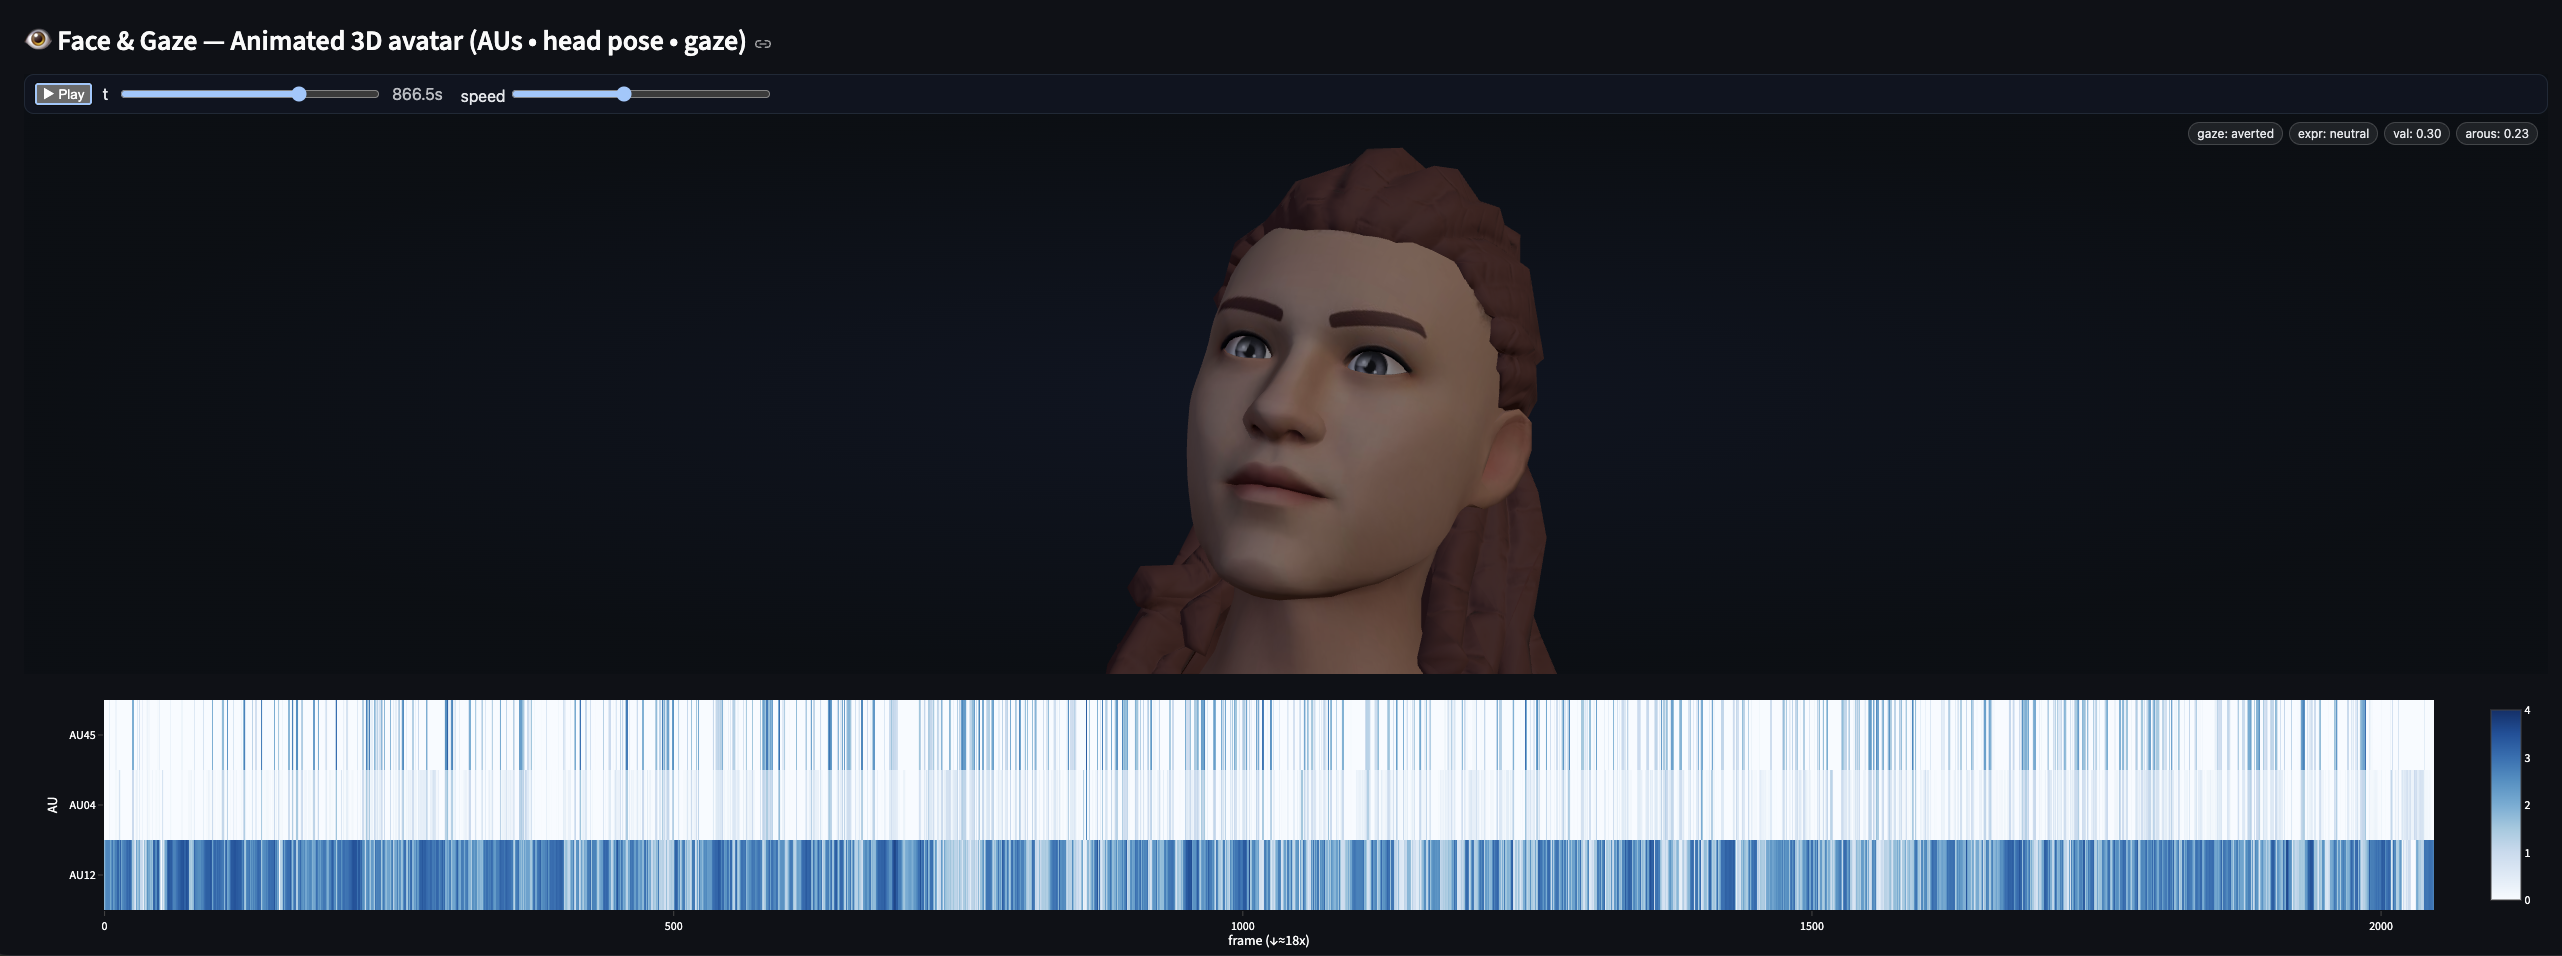 👁️ Face & Gaze — Animated 3D avatar (AUs • head pose • gaze)
▶ Play t 866.5s speed
gaze: averted expr: neutral val: 0.30 arous: 0.23
AU
AU45
AU04
AU12
0 500 1000 1500 2000
frame (↓≈18x)
4
3
2
1
0